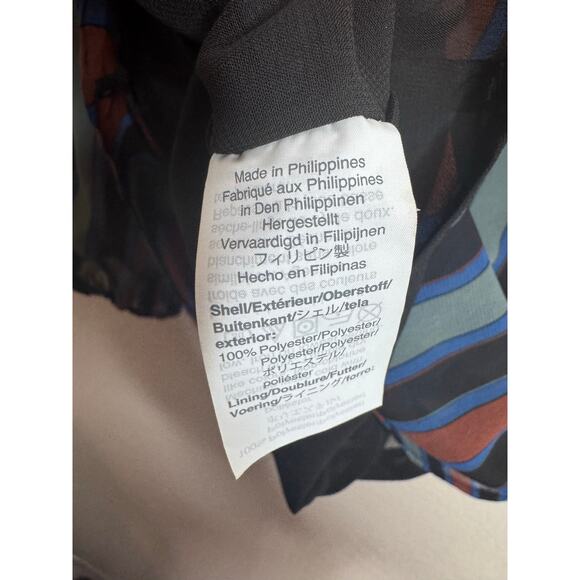 Made in Philippines
Fabriqué aux Philippines
in Den Philippinen
Hergestellt
Vervaardigd in Filipijnen
フィリピン製
Hecho en Filipinas
Shell/Extérieur/Oberstoff/
Buitenkant/シェル/tela
exterior:
100% Polyester/Polyester/
Polyester/Polyester/
ポリエステル/
poliéster
Lining/Doublure/Futter/
Voering/ライニング/forro: